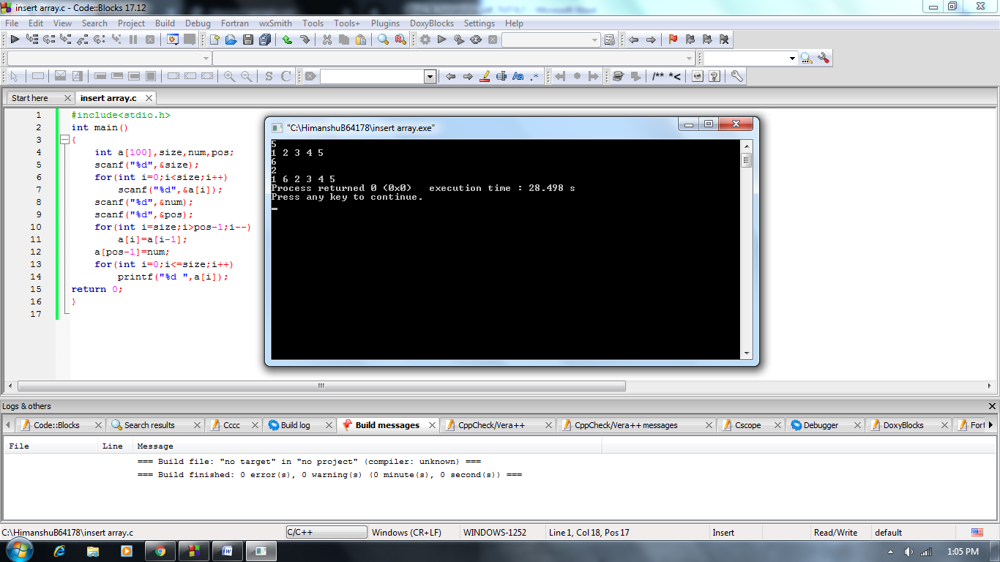 insert array.c - Code::Blocks 17.12
File Edit View Search Project Build Debug Fortran wxSmith Tools Tools+ Plugins DoxyBlocks Settings Help
S C Aa .* /** *<
Start here insert array.c
1 #include<stdio.h>
2 int main()
3 {
4 int a[100],size,num,pos;
5 scanf("%d",&size);
6 for(int i=0;i<size;i++)
7 scanf("%d",&a[i]);
8 scanf("%d",&num);
9 scanf("%d",&pos);
10 for(int i=size;i>pos-1;i--)
11 a[i]=a[i-1];
12 a[pos-1]=num;
13 for(int i=0;i<=size;i++)
14 printf("%d ",a[i]);
15 return 0;
16 }
17
"C:\HimanshuB64178\insert array.exe"
5
1 2 3 4 5
6
2
1 6 2 3 4 5
Process returned 0 (0x0)   execution time : 28.498 s
Press any key to continue.
Logs & others
Code::Blocks Search results Cccc Build log Build messages CppCheck/Vera++ CppCheck/Vera++ messages Cscope Debugger DoxyBlocks Fort
File Line Message
=== Build file: "no target" in "no project" (compiler: unknown) ===
=== Build finished: 0 error(s), 0 warning(s) (0 minute(s), 0 second(s)) ===
C:\HimanshuB64178\insert array.c C/C++ Windows (CR+LF) WINDOWS-1252 Line 1, Col 18, Pos 17 Insert Read/Write default
1:05 PM